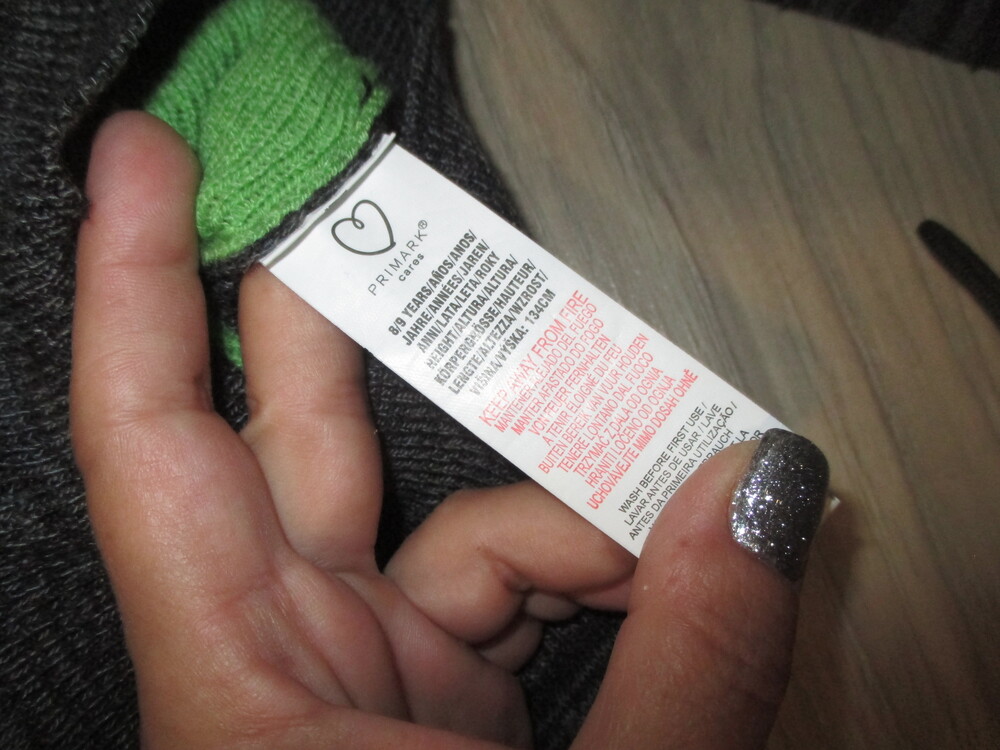 PRIMARK®
cares
8/9 YEARS/AÑOS/ANOS/
JAHRE/ANNÉES/JAREN/
ANNI/LATA/LETA/ROKY
HEIGHT/ALTURA/ALTURA/
KÖRPERGRÖSSE/HAUTEUR/
LENGTE/ALTEZZA/WZROST/
VIŠINA/VÝŠKA: 134CM
KEEP AWAY FROM FIRE
MANTENER ALEJADO DEL FUEGO
MANTER AFASTADO DO FOGO
VOR FEUER FERNHALTEN
A TENIR ELOIGNÉ DU FEU
BUITEN BEREIK VAN VUUR HOUDEN
TENERE LONTANO DAL FUOCO
TRZYMAĆ Z DALA OD OGNIA
HRANITI LOČENO OD OGNJA
UCHOVÁVEJTE MIMO DOSAH OHNĚ
WASH BEFORE FIRST USE /
LAVAR ANTES DE USAR / LAVE
ANTES DA PRIMEIRA UTILIZAÇÃO /